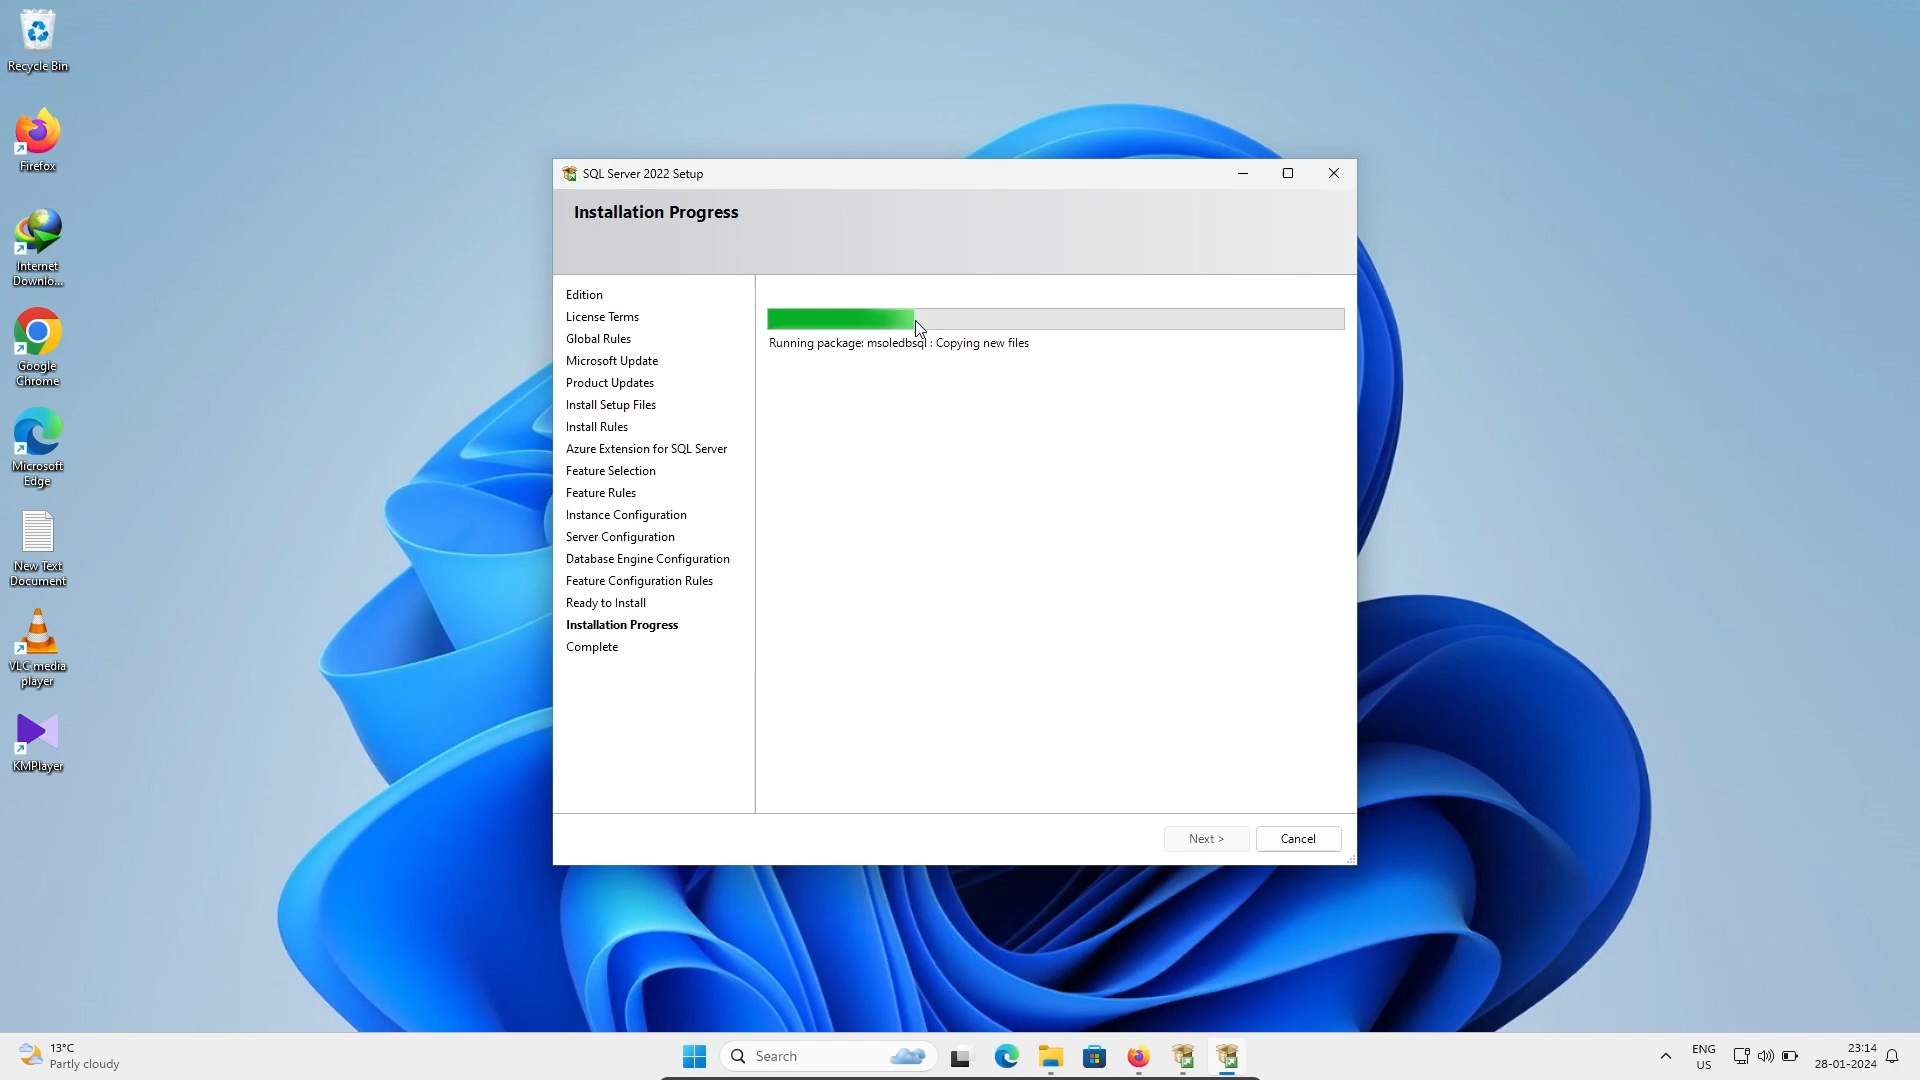 Recycle Bin
Firefox
Internet
Downlo...
Google
Chrome
Microsoft
Edge
New Text
Document
VLC media
player
KMPlayer
SQL Server 2022 Setup
Installation Progress
Edition
License Terms
Global Rules
Microsoft Update
Product Updates
Install Setup Files
Install Rules
Azure Extension for SQL Server
Feature Selection
Feature Rules
Instance Configuration
Server Configuration
Database Engine Configuration
Feature Configuration Rules
Ready to Install
Installation Progress
Complete
Running package: msoledbsql : Copying new files
Next >
Cancel
13°C
Partly cloudy
Search
ENG
US
23:14
28-01-2024